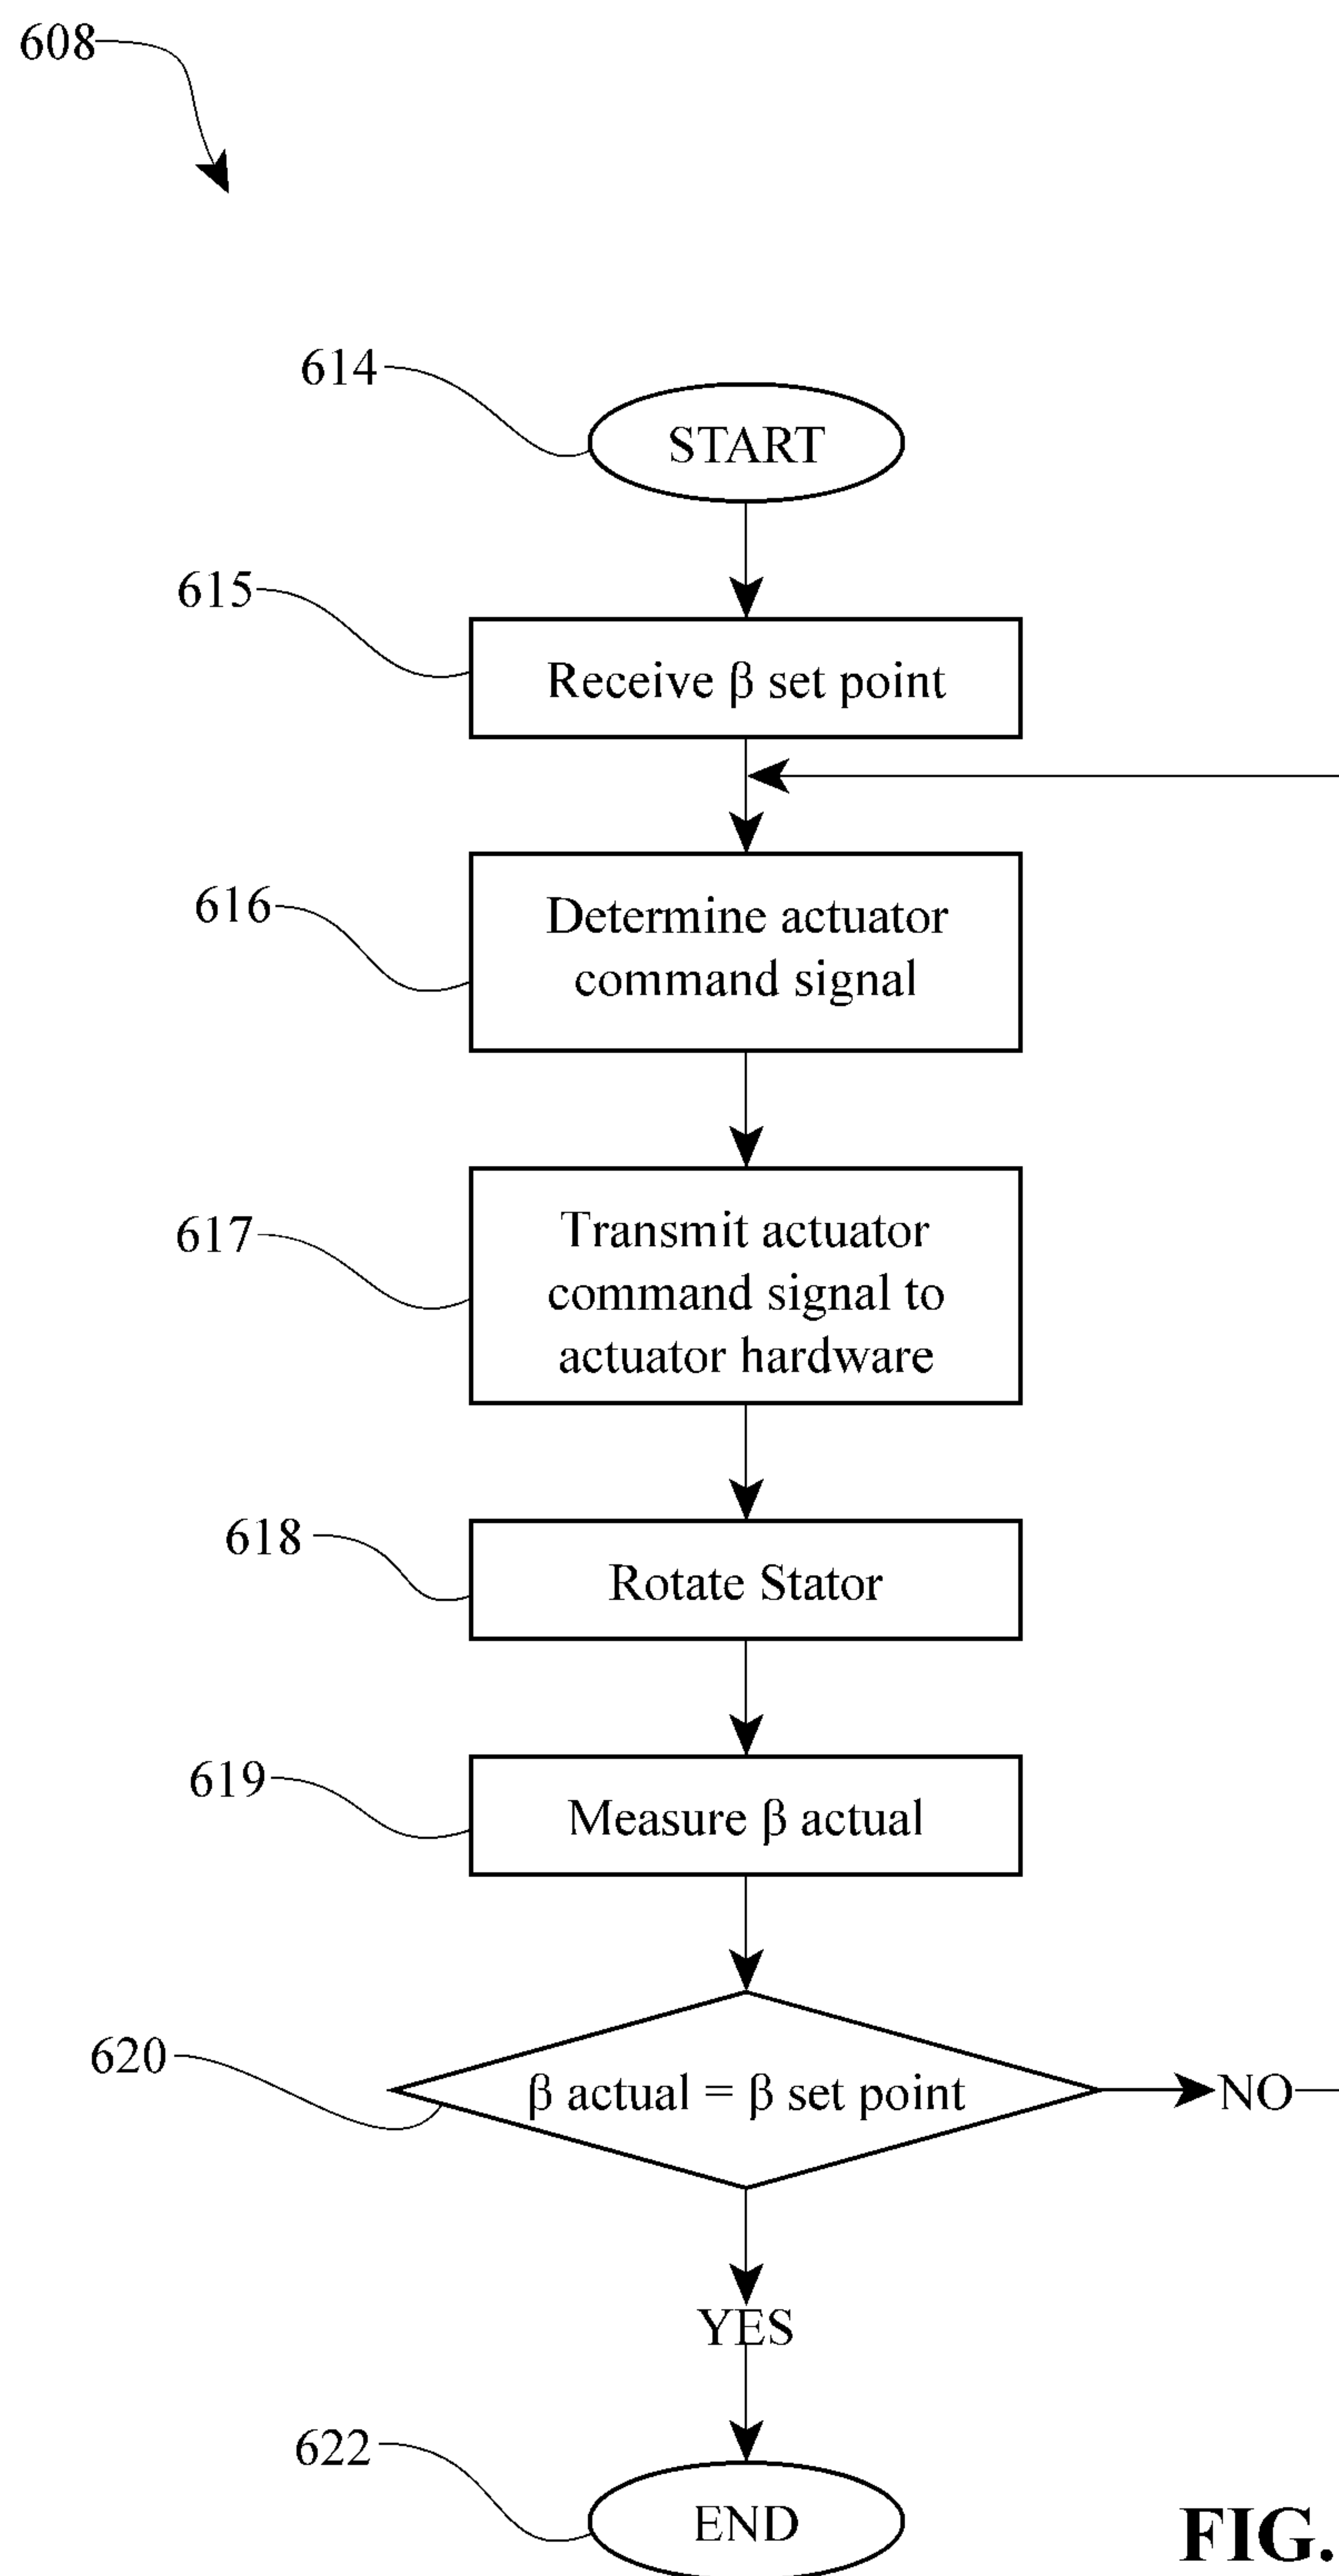 608
614
START
615
Receive β set point
616
Determine actuator
command signal
617
Transmit actuator
command signal to
actuator hardware
618
Rotate Stator
619
Measure β actual
620
β actual = β set point
NO
YES
622
END
FIG.